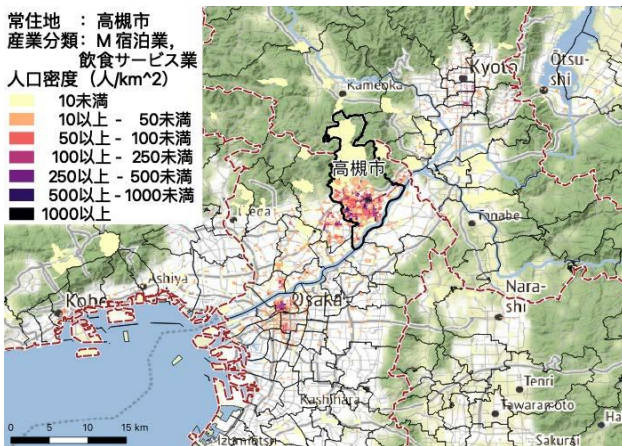 常住地 : 高槻市
産業分類: M 宿泊業,
飲食サービス業
人口密度 (人/km^2)
10未満
10以上 - 50未満
50以上 - 100未満
100以上 - 250未満
250以上 - 500未満
500以上 - 1000未満
1000以上
Ōtsu-
shi
Kyoto
Kameoka
高槻市
Tanabe
Ashiya
Kobe
Osaka
Nara-
shi
Tenri
Kashihara
Tawaramoto
Sakurai
0 5 10 15 km